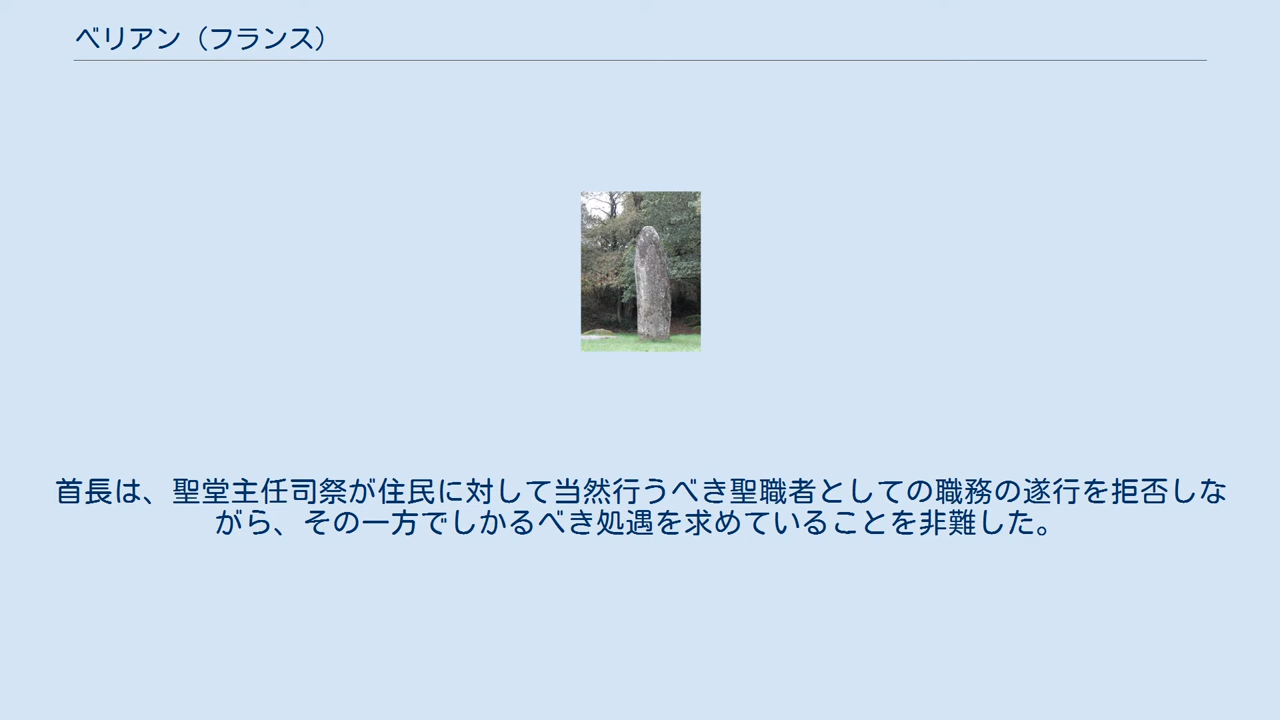 ベリアン（フランス）
首長は、聖堂主任司祭が住民に対して当然行うべき聖職者としての職務の遂行を拒否しな
がら、その一方でしかるべき処遇を求めていることを非難した。